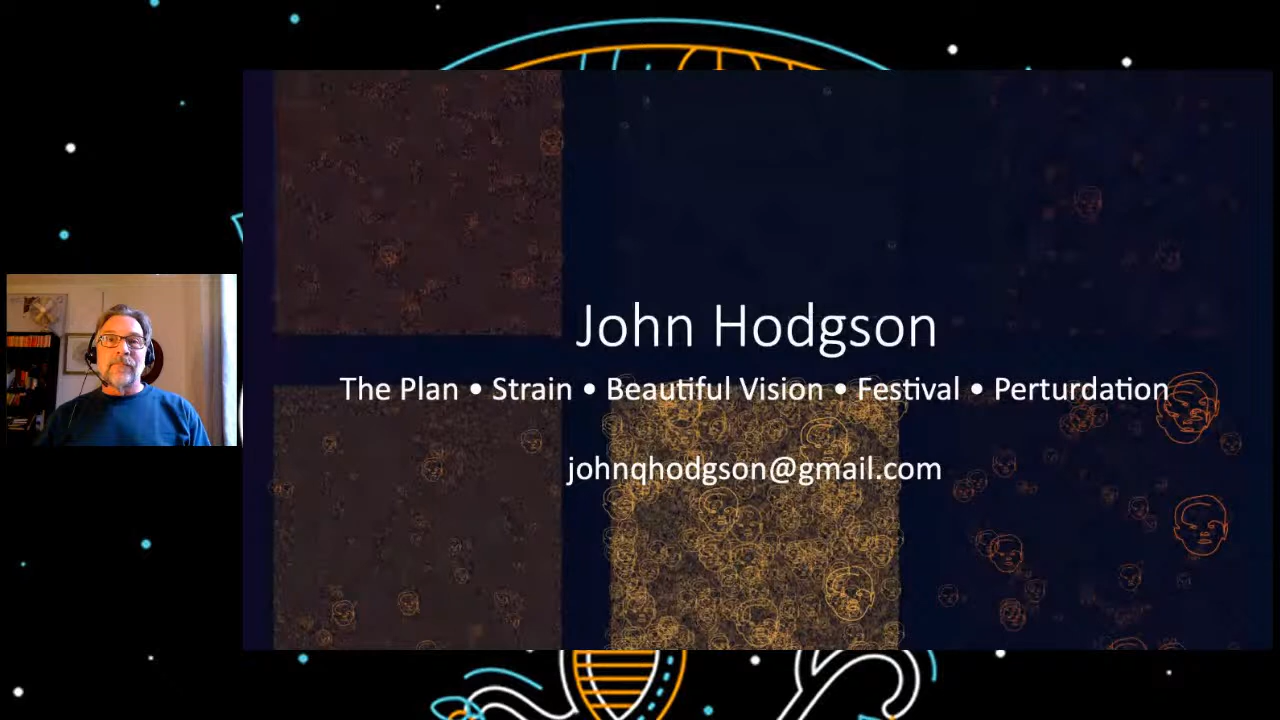 John Hodgson
The Plan • Strain • Beautiful Vision • Festival • Perturdation
johnqhodgson@gmail.com